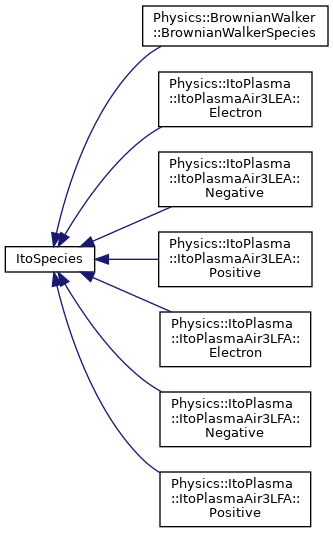 Physics::BrownianWalker
::BrownianWalkerSpecies
Physics::ItoPlasma
::ItoPlasmaAir3LEA::
Electron
Physics::ItoPlasma
::ItoPlasmaAir3LEA::
Negative
ItoSpecies
Physics::ItoPlasma
::ItoPlasmaAir3LEA::
Positive
Physics::ItoPlasma
::ItoPlasmaAir3LFA::
Electron
Physics::ItoPlasma
::ItoPlasmaAir3LFA::
Negative
Physics::ItoPlasma
::ItoPlasmaAir3LFA::
Positive